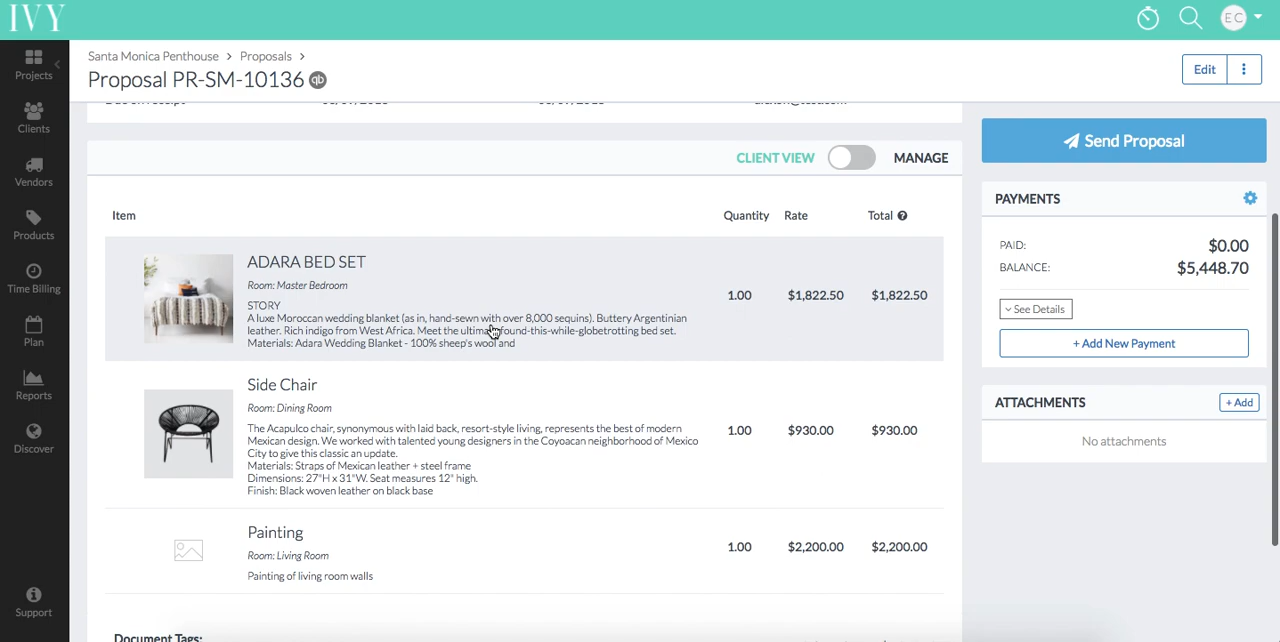 IVY
EC
Projects
Clients
Vendors
Products
Time Billing
Plan
Reports
Discover
Support
Santa Monica Penthouse > Proposals >
Proposal PR-SM-10136 qb
Edit
CLIENT VIEW MANAGE
Item Quantity Rate Total ?
ADARA BED SET
Room: Master Bedroom
STORY
A luxe Moroccan wedding blanket (as in, hand-sewn with over 8,000 sequins). Buttery Argentinian
leather. Rich indigo from West Africa. Meet the found-this-while-globetrotting bed set.
Materials: Adara Wedding Blanket - 100% sheep's wool and
1.00 $1,822.50 $1,822.50
Side Chair
Room: Dining Room
The Acapulco chair, synonymous with laid back, resort-style living, represents the best of modern
Mexican design. We worked with talented young designers in the Coyoacan neighborhood of Mexico
City to give this classic an update.
Materials: Straps of Mexican leather + steel frame
Dimensions: 27"H x 31"W. Seat measures 12" high.
Finish: Black woven leather on black base
1.00 $930.00 $930.00
Painting
Room: Living Room
Painting of living room walls
1.00 $2,200.00 $2,200.00
Document Tags:
Send Proposal
PAYMENTS
PAID: $0.00
BALANCE: $5,448.70
See Details
+ Add New Payment
ATTACHMENTS
+ Add
No attachments